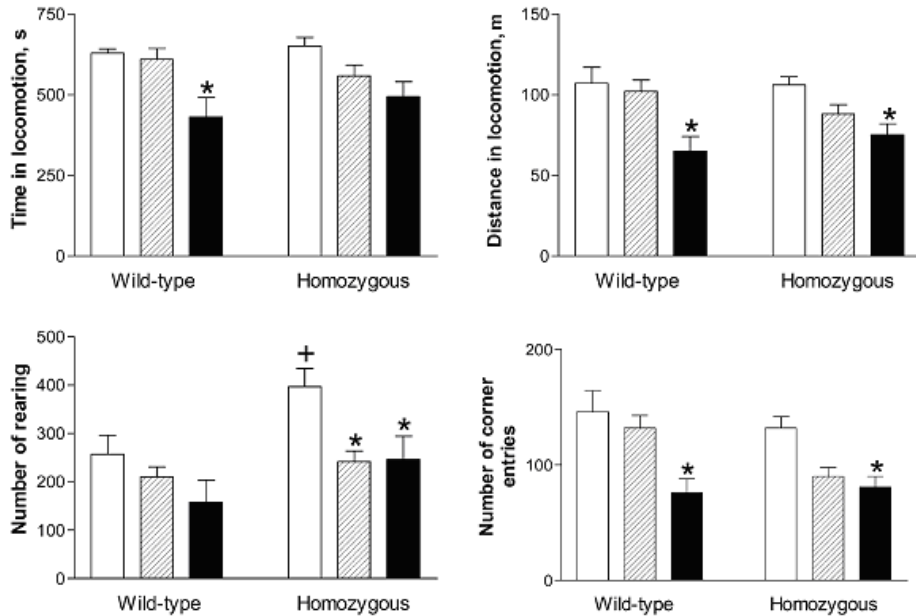 Time in locomotion, s
750
500
250
0
*
Wild-type
Homozygous
Distance in locomotion, m
150
100
50
0
*
*
Wild-type
Homozygous
Number of rearing
500
400
300
200
100
0
+
*
*
Wild-type
Homozygous
Number of corner
entries
200
100
0
*
*
Wild-type
Homozygous